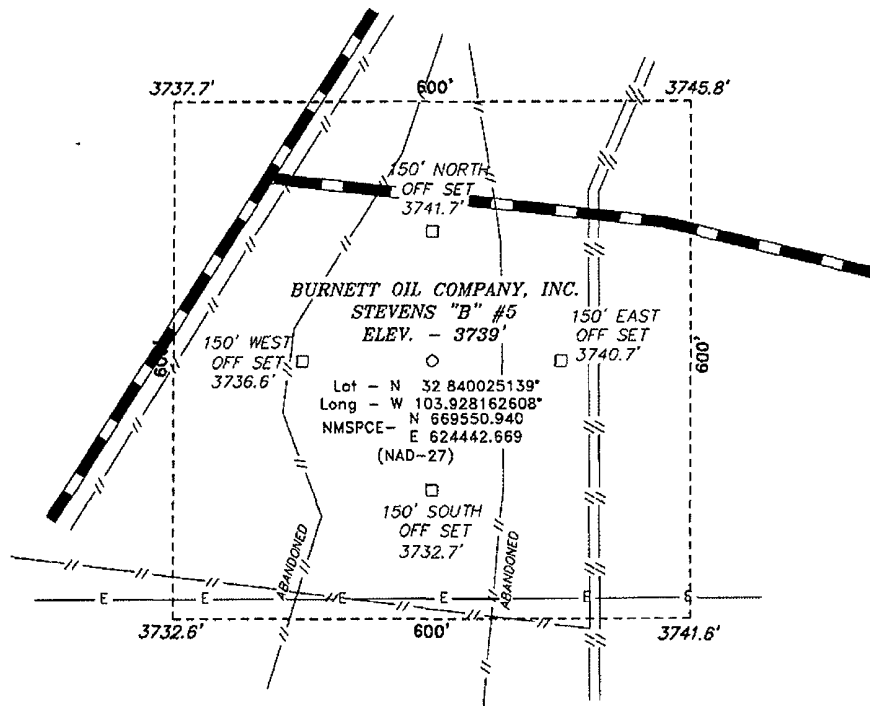 3737.7'
600'
3745.8'
150' NORTH
OFF SET
3741.7'
BURNETT OIL COMPANY, INC.
STEVENS "B" #5
ELEV. - 3739'
150' EAST
OFF SET
3740.7'
150' WEST
OFF SET
3736.6'
600'
600'
Lat - N 32 840025139°
Long - W 103.928162608°
NMSPCE- N 669550.940
E 624442.669
(NAD-27)
150' SOUTH
OFF SET
3732.7'
ABANDONED
ABANDONED
E E E E E E
3732.6'
600'
3741.6'